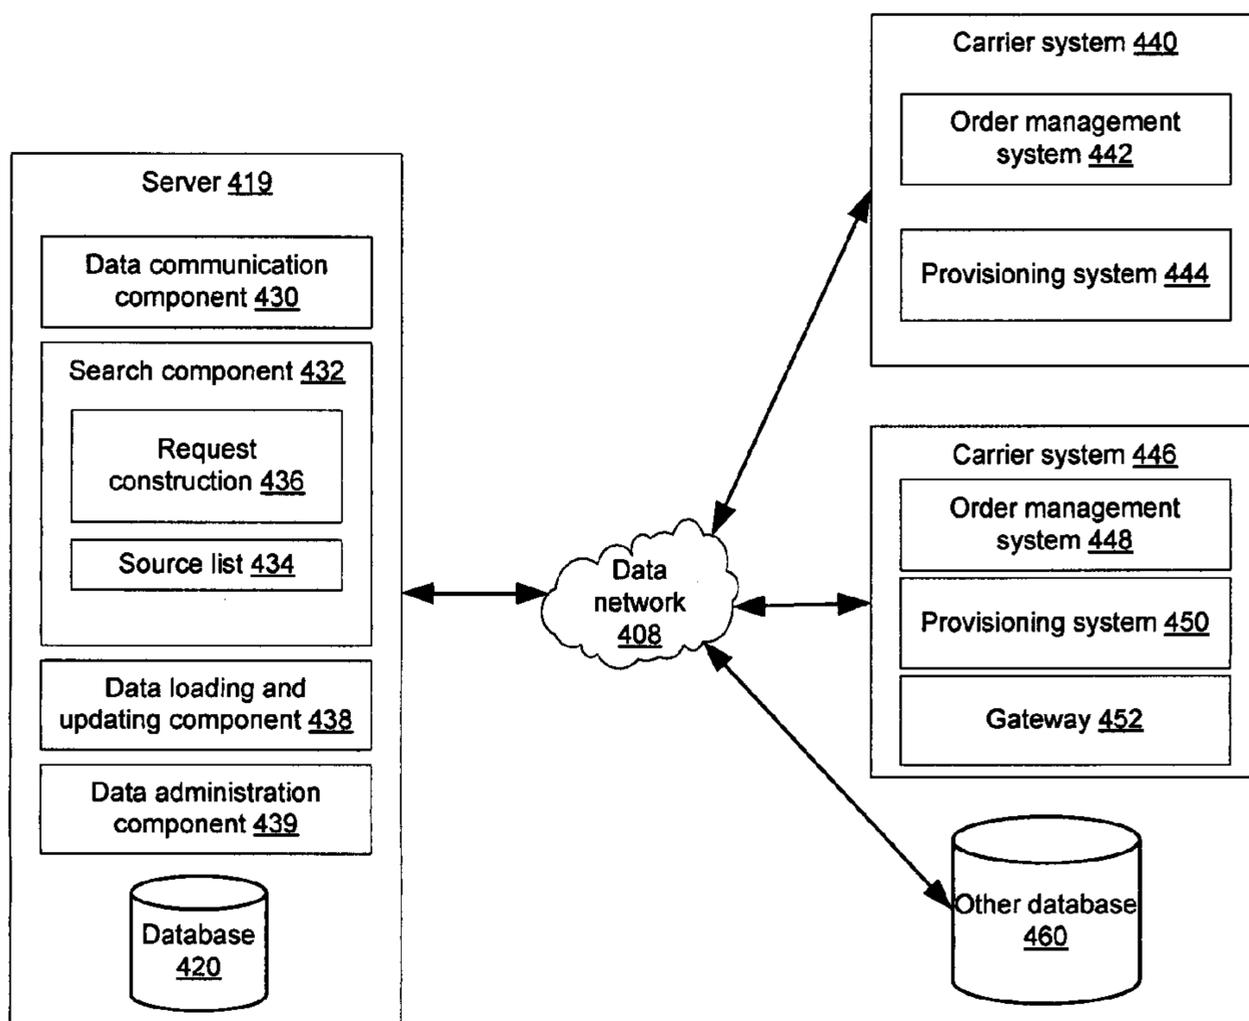 Server 419
Data communication
component 430
Search component 432
Request
construction 436
Source list 434
Data loading and
updating component 438
Data administration
component 439
Database
420
Data
network
408
Carrier system 440
Order management
system 442
Provisioning system 444
Carrier system 446
Order management
system 448
Provisioning system 450
Gateway 452
Other database
460